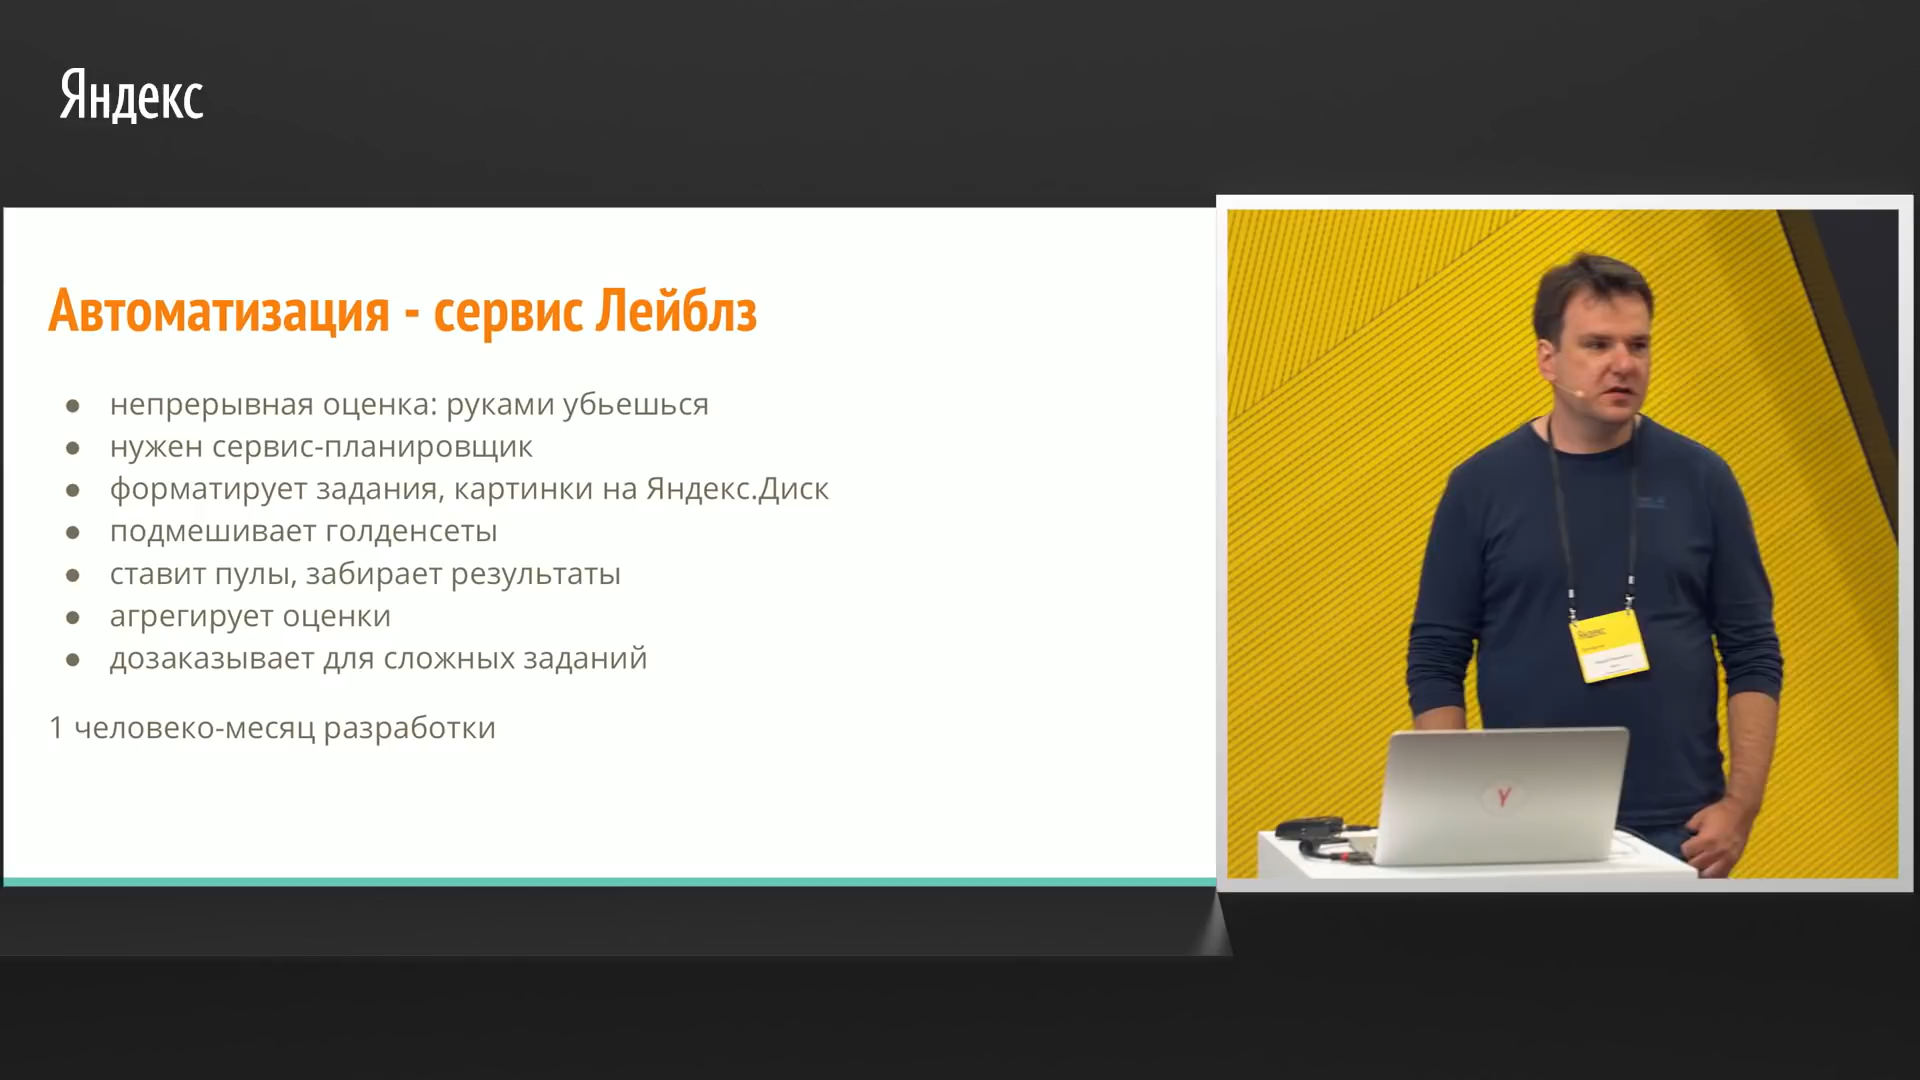 Яндекс
Автоматизация - сервис Лейблз
● непрерывная оценка: руками убьешься
● нужен сервис-планировщик
● форматирует задания, картинки на Яндекс.Диск
● подмешивает голденсеты
● ставит пулы, забирает результаты
● агрегирует оценки
● дозаказывает для сложных заданий
1 человеко-месяц разработки
Y